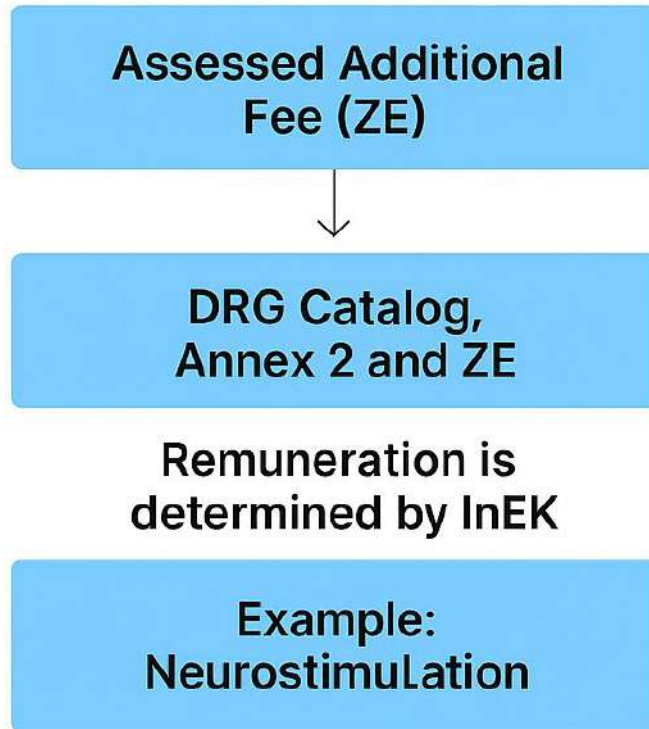 Assessed Additional
Fee (ZE)
DRG Catalog,
Annex 2 and ZE
Remuneration is
determined by InEK
Example:
NeurostimuLation